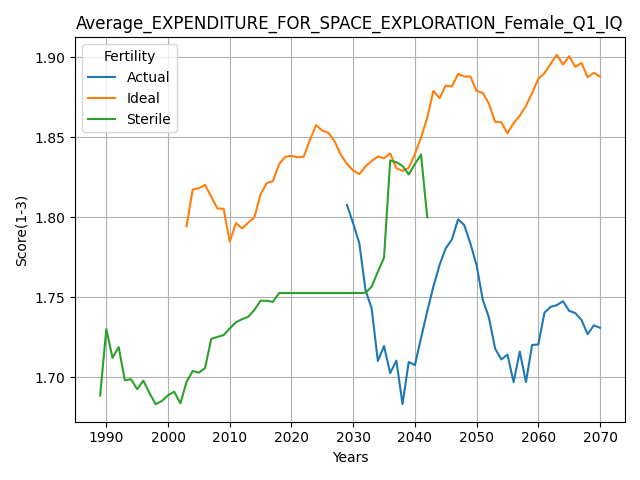 Average_EXPENDITURE_FOR_SPACE_EXPLORATION_Female_Q1_IQ
Fertility
Actual
Ideal
Sterile
Score(1-3)
1.90
1.85
1.80
1.75
1.70
1990 2000 2010 2020 2030 2040 2050 2060 2070
Years